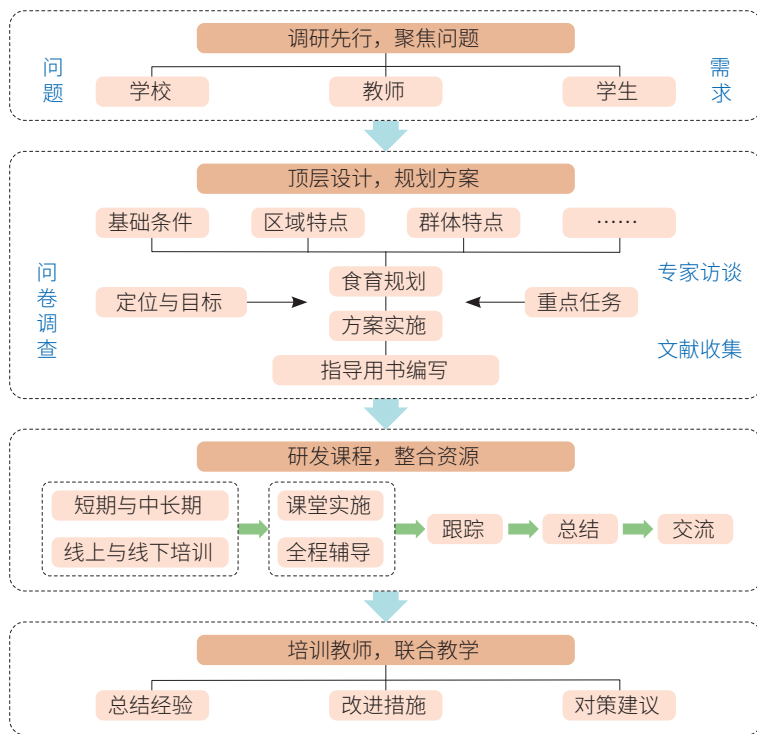 调研先行，聚焦问题
问题
需求
学校
教师
学生
顶层设计，规划方案
基础条件
区域特点
群体特点
……
问卷调查
食育规划
专家访谈
定位与目标
重点任务
方案实施
文献收集
指导用书编写
研发课程，整合资源
短期与中长期
课堂实施
线上与线下培训
全程辅导
跟踪
总结
交流
培训教师，联合教学
总结经验
改进措施
对策建议